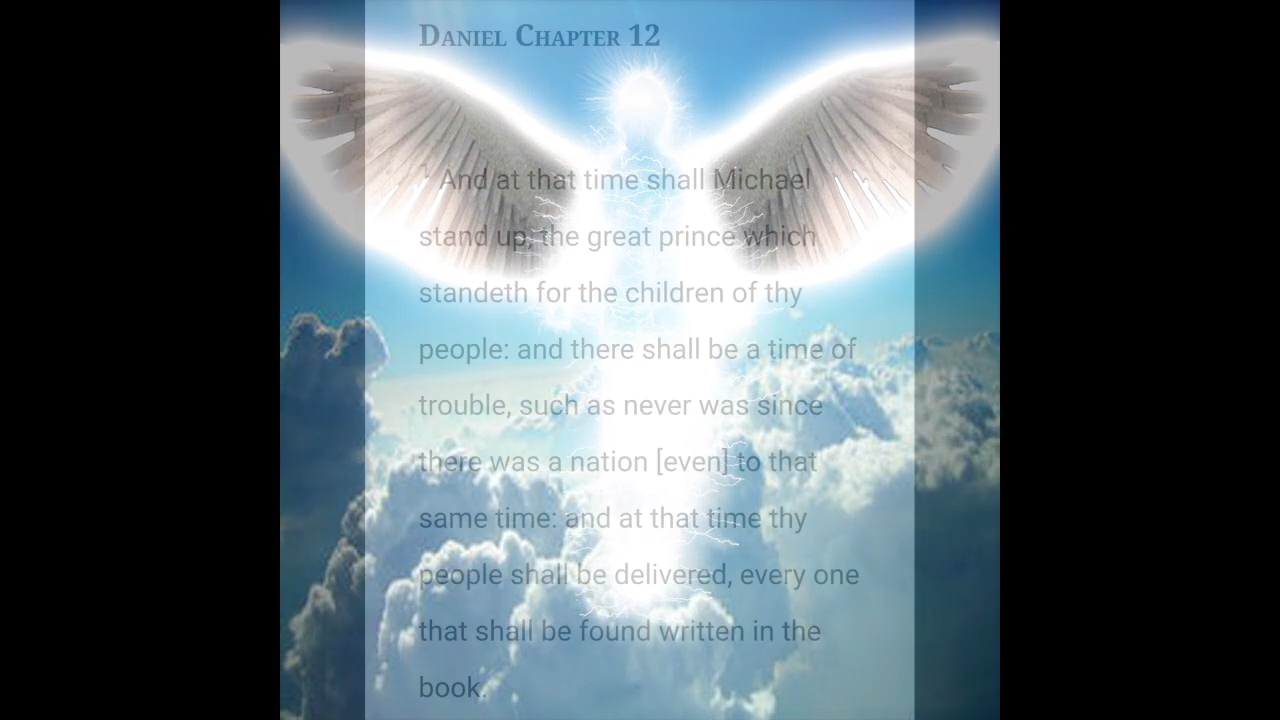 DANIEL CHAPTER 12
1 And at that time shall Michael
stand up, the great prince which
standeth for the children of thy
people: and there shall be a time of
trouble, such as never was since
there was a nation [even] to that
same time: and at that time thy
people shall be delivered, every one
that shall be found written in the
book.